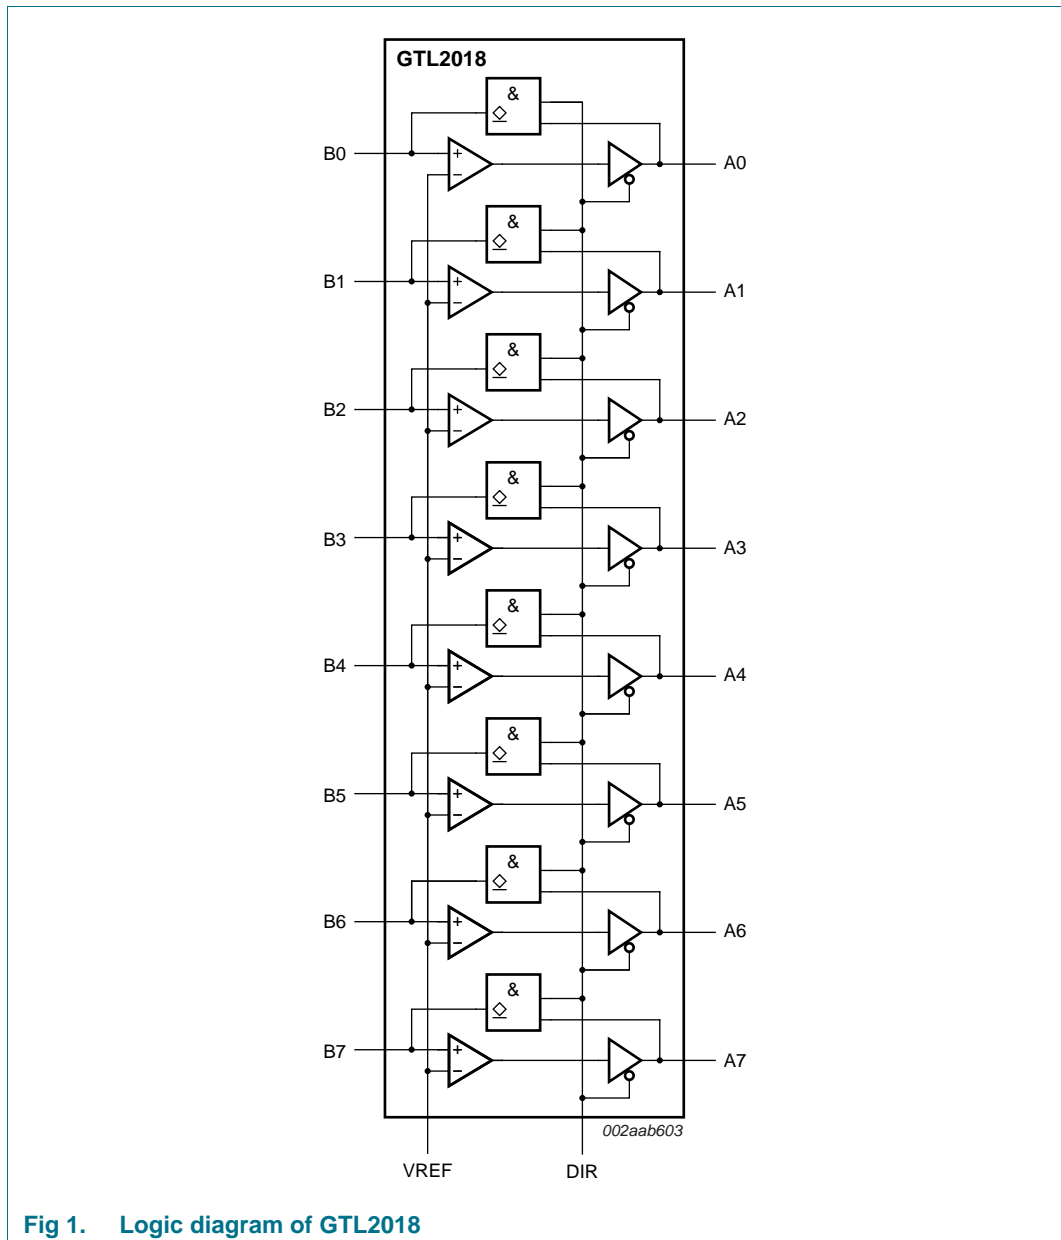 GTL2018
&
B0
+
−
A0
&
B1
+
−
A1
&
B2
+
−
A2
&
B3
+
−
A3
&
B4
+
−
A4
&
B5
+
−
A5
&
B6
+
−
A6
&
B7
+
−
A7
002aab603
VREF DIR
Fig 1. Logic diagram of GTL2018